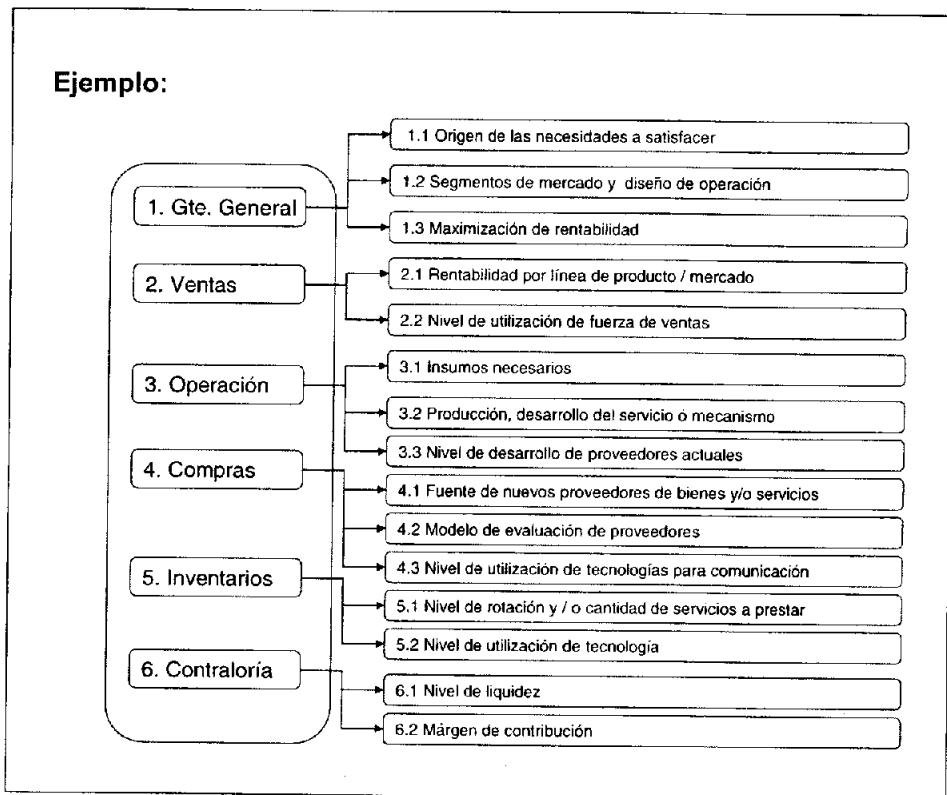 Ejemplo:
1. Gte. General
1.1 Origen de las necesidades a satisfacer
1.2 Segmentos de mercado y diseño de operación
1.3 Maximización de rentabilidad
2. Ventas
2.1 Rentabilidad por línea de producto / mercado
2.2 Nivel de utilización de fuerza de ventas
3. Operación
3.1 Insumos necesarios
3.2 Producción, desarrollo del servicio ó mecanismo
3.3 Nivel de desarrollo de proveedores actuales
4. Compras
4.1 Fuente de nuevos proveedores de bienes y/o servicios
4.2 Modelo de evaluación de proveedores
4.3 Nivel de utilización de tecnologías para comunicación
5. Inventarios
5.1 Nivel de rotación y / o cantidad de servicios a prestar
5.2 Nivel de utilización de tecnología
6. Contraloría
6.1 Nivel de liquidez
6.2 Márgen de contribución